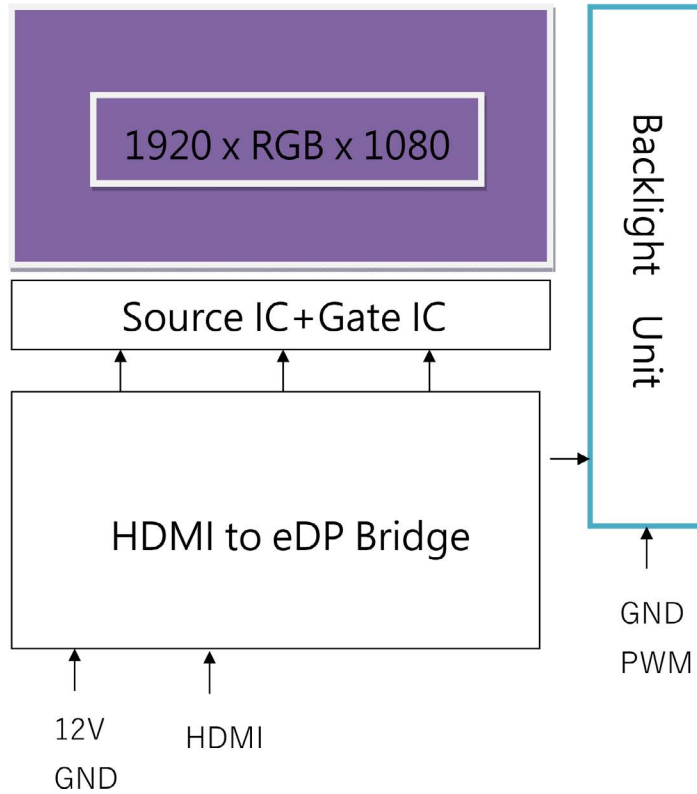 1920 x RGB x 1080
Source IC+Gate IC
HDMI to eDP Bridge
Backlight Unit
12V
GND
HDMI
GND
PWM